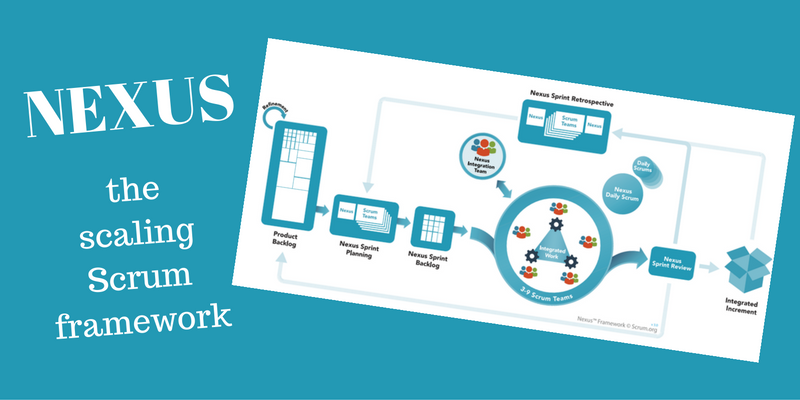 NEXUS
the
scaling
Scrum
framework
Refinement
Product
Backlog
Nexus
Scrum
Teams
Nexus Sprint
Planning
Nexus Sprint
Backlog
Nexus
Integration
Team
Nexus Sprint Retrospective
Nexus
Scrum
Teams
Nexus
Daily
Scrums
Nexus
Daily Scrum
Integrated
Work
3-9 Scrum Teams
Nexus
Sprint Review
Integrated
Increment
Nexus™ Framework © Scrum.org